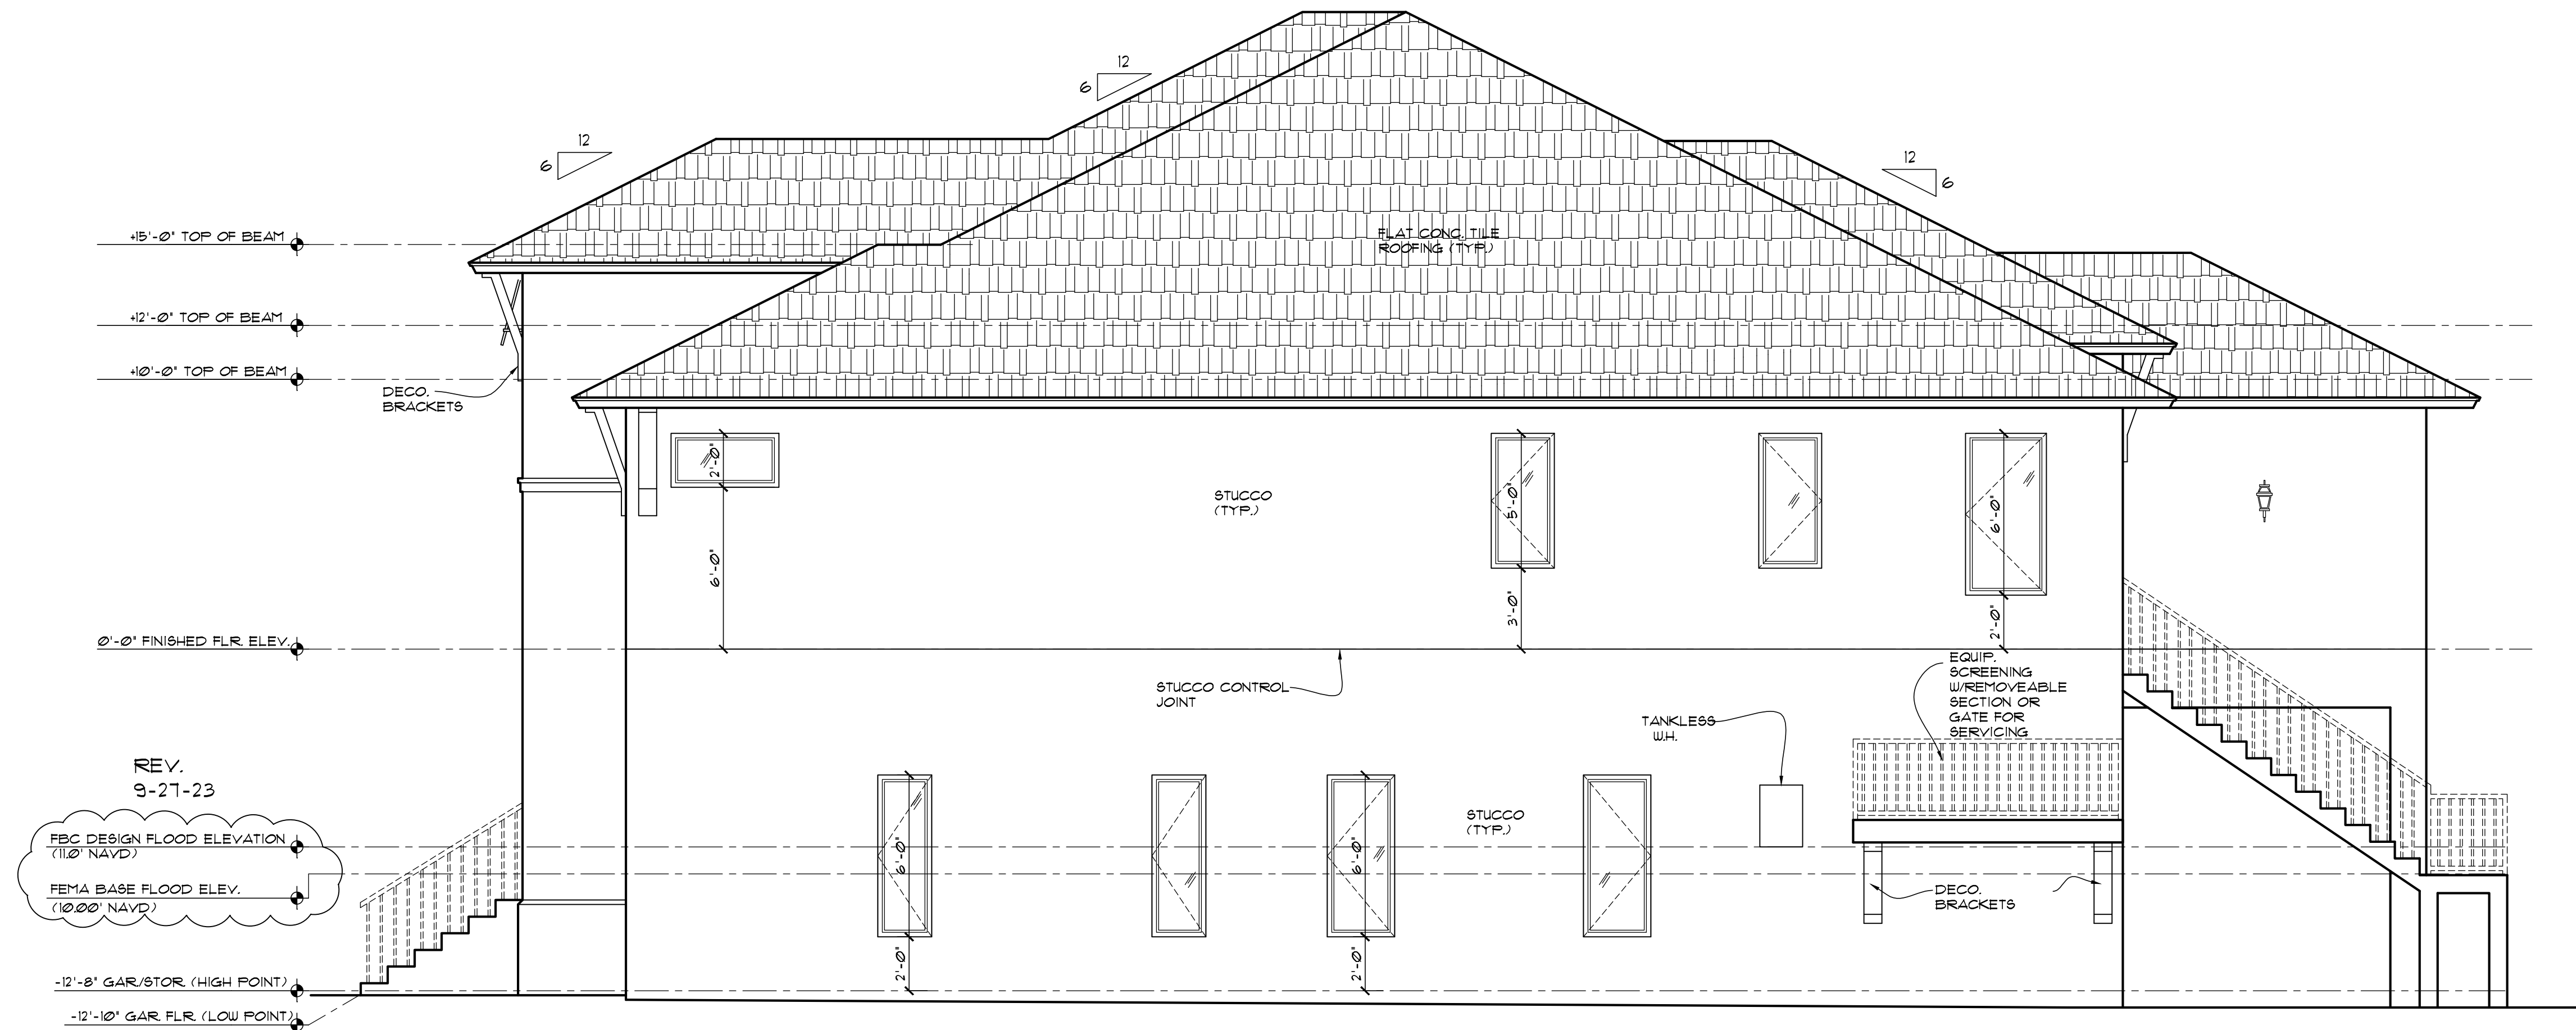 12
6
12
6
12
6
+15'-0" TOP OF BEAM
FLAT CONC. TILE
ROOFING (TYP.)
+12'-0" TOP OF BEAM
+10'-0" TOP OF BEAM
DECO.
BRACKETS
2'-0"
STUCCO
(TYP.)
5'-0"
6'-0"
6'-0"
3'-0"
2'-0"
0'-0" FINISHED FLR. ELEV.
STUCCO CONTROL
JOINT
EQUIP.
SCREENING
W/REMOVEABLE
SECTION OR
GATE FOR
SERVICING
TANKLESS
W.H.
REV.
9-27-23
STUCCO
(TYP.)
FBC DESIGN FLOOD ELEVATION
(11.0' NAVD)
6'-0"
6'-0"
FEMA BASE FLOOD ELEV.
(10.00' NAVD)
DECO.
BRACKETS
2'-0"
2'-0"
-12'-8" GAR./STOR. (HIGH POINT)
-12'-10" GAR. FLR. (LOW POINT)